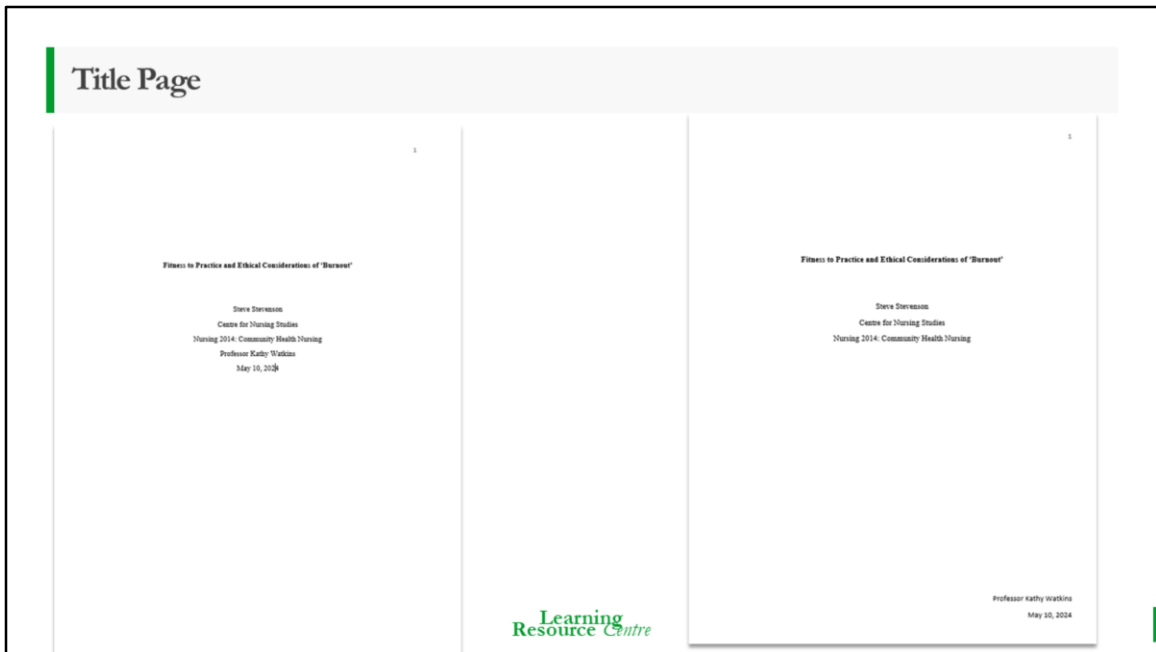 Title Page
1
Fitness to Practice and Ethical Considerations of ‘Burnout’
Steve Stevenson
Centre for Nursing Studies
Nursing 2014: Community Health Nursing
Professor Kathy Watkins
May 10, 2024
1
Fitness to Practice and Ethical Considerations of ‘Burnout’
Steve Stevenson
Centre for Nursing Studies
Nursing 2014: Community Health Nursing
Professor Kathy Watkins
May 10, 2024
Learning
Resource Centre